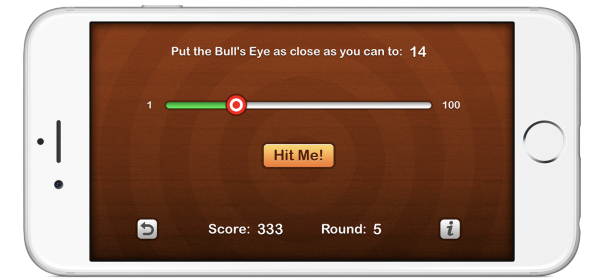 Put the Bull's Eye as close as you can to: 14
1 100
Hit Me!
Score: 333 Round: 5
i